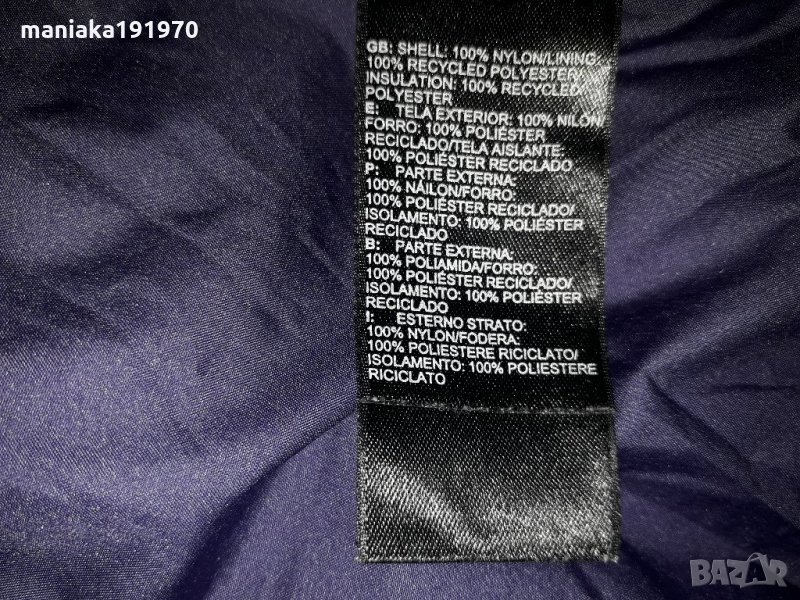 maniaka191970
GB: SHELL: 100% NYLON/LINING:
100% RECYCLED POLYESTER/
INSULATION: 100% RECYCLED
POLYESTER
E: TELA EXTERIOR: 100% NILÓN/
FORRO: 100% POLIÉSTER
RECICLADO/TELA AISLANTE:
100% POLIÉSTER RECICLADO
P: PARTE EXTERNA:
100% NÁILON/FORRO:
100% POLIÉSTER RECICLADO/
ISOLAMENTO: 100% POLIÉSTER
RECICLADO
B: PARTE EXTERNA:
100% POLIAMIDA/FORRO:
100% POLIÉSTER RECICLADO/
ISOLAMENTO: 100% POLIÉSTER
RECICLADO
I: ESTERNO STRATO:
100% NYLON/FODERA:
100% POLIESTERE RICICLATO/
ISOLAMENTO: 100% POLIESTERE
RICICLATO
BAZAR